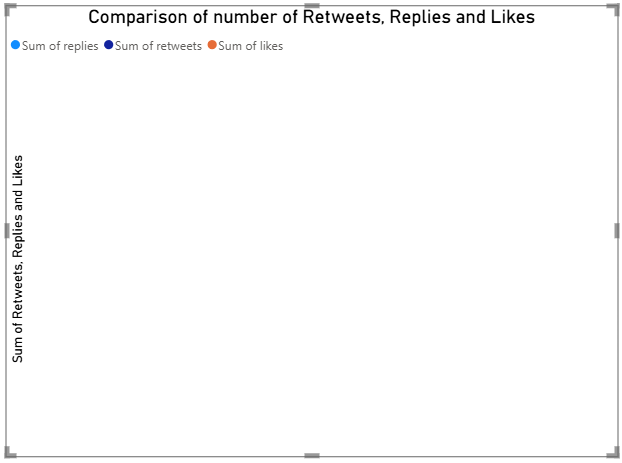 Comparison of number of Retweets, Replies and Likes
Sum of replies Sum of retweets Sum of likes
Sum of Retweets, Replies and Likes